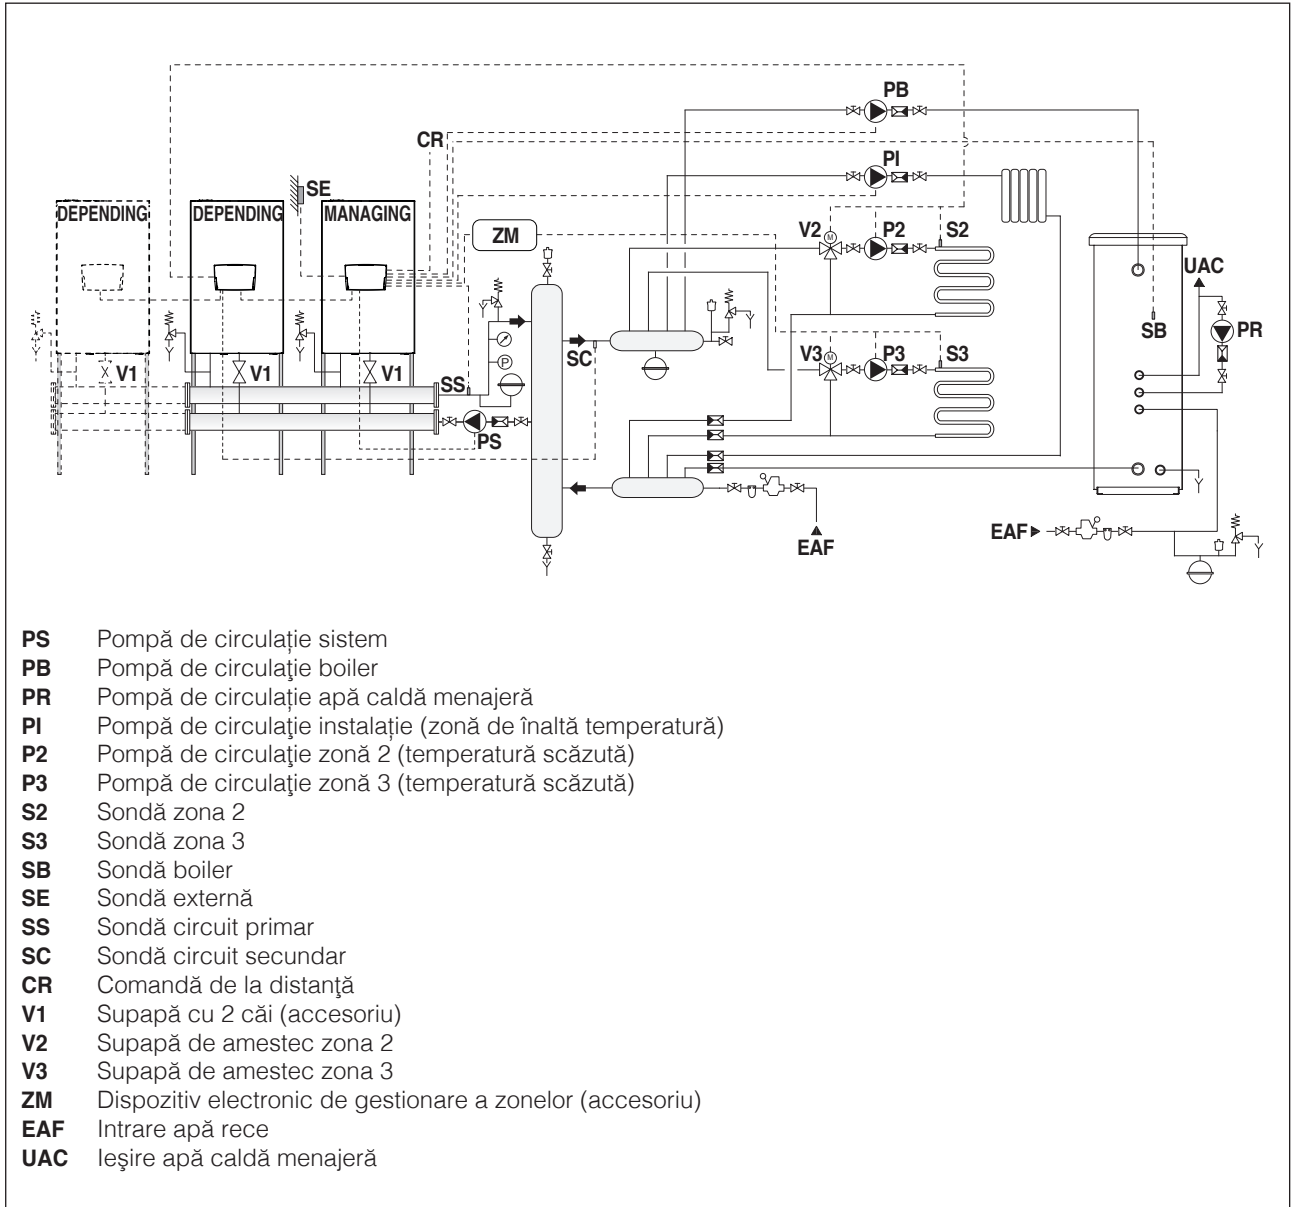 PB
CR
PI
SE
DEPENDING DEPENDING MANAGING
ZM
V2 P2 S2
UAC
SB PR
SC
V3 P3 S3
V1 V1 V1 SS
P
PS
M
M
EAF
EAF
PS Pompă de circulație sistem
PB Pompă de circulaţie boiler
PR Pompă de circulație apă caldă menajeră
PI Pompă de circulaţie instalație (zonă de înaltă temperatură)
P2 Pompă de circulație zonă 2 (temperatură scăzută)
P3 Pompă de circulaţie zonă 3 (temperatură scăzută)
S2 Sondă zona 2
S3 Sondă zona 3
SB Sondă boiler
SE Sondă externă
SS Sondă circuit primar
SC Sondă circuit secundar
CR Comandă de la distanţă
V1 Supapă cu 2 căi (accesoriu)
V2 Supapă de amestec zona 2
V3 Supapă de amestec zona 3
ZM Dispozitiv electronic de gestionare a zonelor (accesoriu)
EAF Intrare apă rece
UAC Ieşire apă caldă menajeră